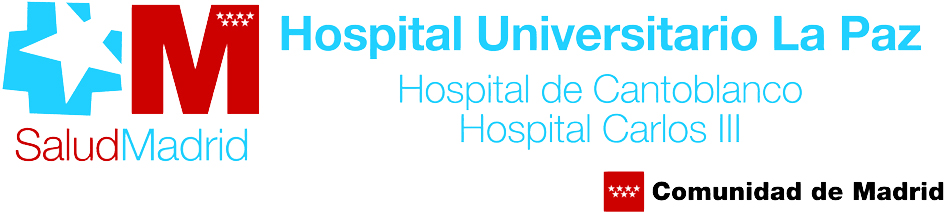 Hospital Universitario La Paz
Hospital de Cantoblanco
Hospital Carlos III
M
SaludMadrid
Comunidad de Madrid